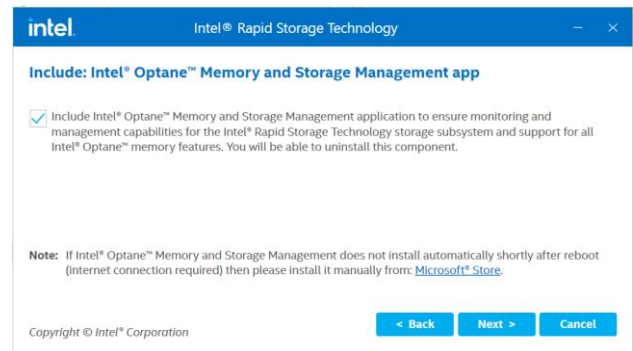 intel.
Intel® Rapid Storage Technology
Include: Intel® Optane™ Memory and Storage Management app
Include Intel® Optane™ Memory and Storage Management application to ensure monitoring and
management capabilities for the Intel® Rapid Storage Technology storage subsystem and support for all
Intel® Optane™ memory features. You will be able to uninstall this component.
Note: If Intel® Optane™ Memory and Storage Management does not install automatically shortly after reboot
(internet connection required) then please install it manually from: Microsoft® Store.
Copyright © Intel® Corporation
< Back
Next >
Cancel